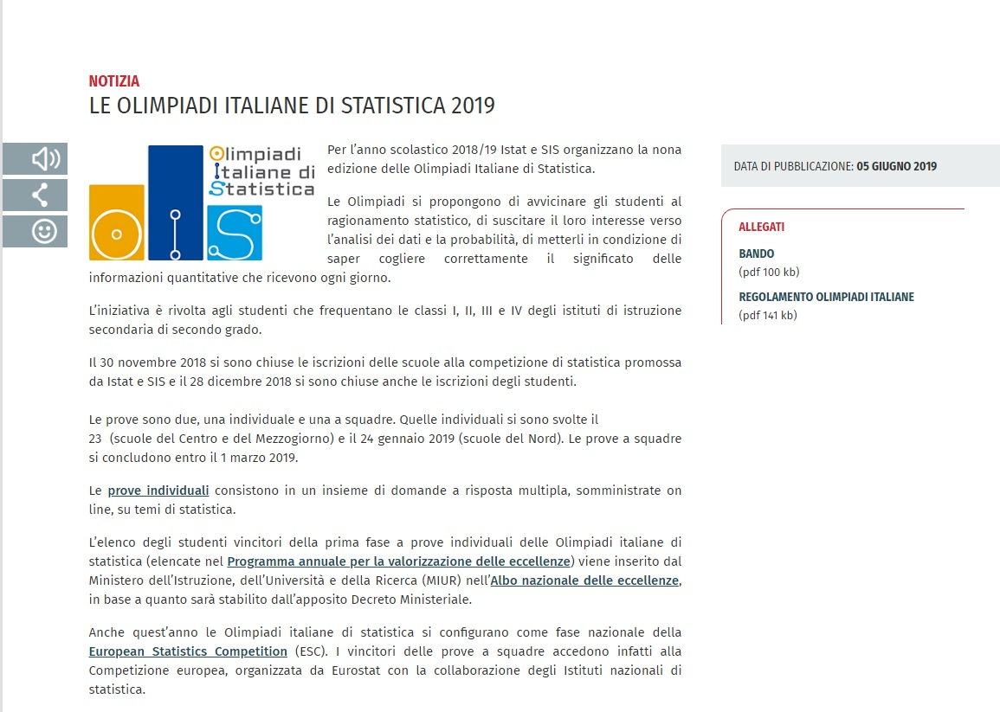 NOTIZIA
LE OLIMPIADI ITALIANE DI STATISTICA 2019
Olimpiadi
Italiane di
Statistica
OIS
Per l’anno scolastico 2018/19 Istat e SIS organizzano la nona
edizione delle Olimpiadi Italiane di Statistica.
Le Olimpiadi si propongono di avvicinare gli studenti al
ragionamento statistico, di suscitare il loro interesse verso
l’analisi dei dati e la probabilità, di metterli in condizione di
saper cogliere correttamente il significato delle
informazioni quantitative che ricevono ogni giorno.
L’iniziativa è rivolta agli studenti che frequentano le classi I, II, III e IV degli istituti di istruzione
secondaria di secondo grado.
Il 30 novembre 2018 si sono chiuse le iscrizioni delle scuole alla competizione di statistica promossa
da Istat e SIS e il 28 dicembre 2018 si sono chiuse anche le iscrizioni degli studenti.
Le prove sono due, una individuale e una a squadre. Quelle individuali si sono svolte il
23 (scuole del Centro e del Mezzogiorno) e il 24 gennaio 2019 (scuole del Nord). Le prove a squadre
si concludono entro il 1 marzo 2019.
Le prove individuali consistono in un insieme di domande a risposta multipla, somministrate on
line, su temi di statistica.
L’elenco degli studenti vincitori della prima fase a prove individuali delle Olimpiadi italiane di
statistica (elencate nel Programma annuale per la valorizzazione delle eccellenze) viene inserito dal
Ministero dell’Istruzione, dell’Università e della Ricerca (MIUR) nell’Albo nazionale delle eccellenze,
in base a quanto sarà stabilito dall’apposito Decreto Ministeriale.
Anche quest’anno le Olimpiadi italiane di statistica si configurano come fase nazionale della
European Statistics Competition (ESC). I vincitori delle prove a squadre accedono infatti alla
Competizione europea, organizzata da Eurostat con la collaborazione degli Istituti nazionali di
statistica.
DATA DI PUBBLICAZIONE: 05 GIUGNO 2019
ALLEGATI
BANDO
(pdf 100 kb)
REGOLAMENTO OLIMPIADI ITALIANE
(pdf 141 kb)